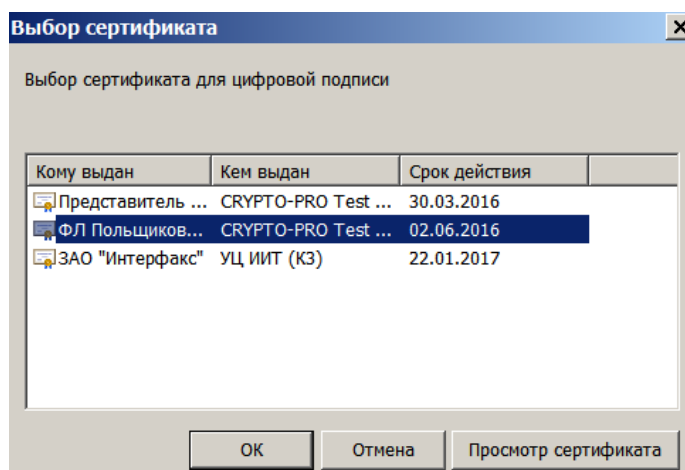 Выбор сертификата
Выбор сертификата для цифровой подписи
Кому выдан Кем выдан Срок действия
Представитель ... CRYPTO-PRO Test ... 30.03.2016
ФЛ Польщиков... CRYPTO-PRO Test ... 02.06.2016
ЗАО "Интерфакс" УЦ ИИТ (К3) 22.01.2017
ОК Отмена Просмотр сертификата